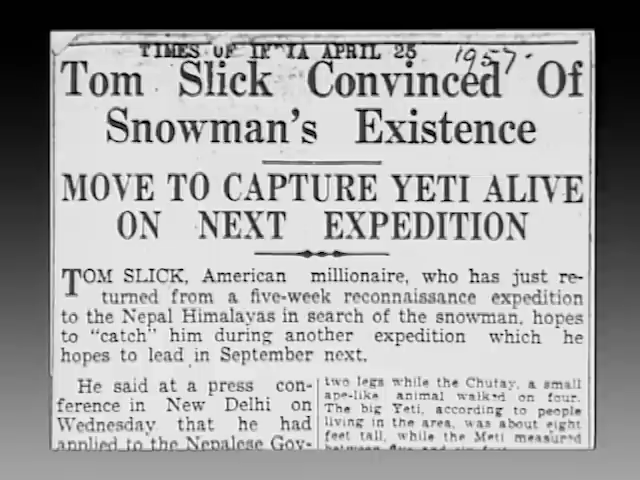 TIMES OF INDIA APRIL 25 1957.
Tom Slick Convinced Of
Snowman's Existence
MOVE TO CAPTURE YETI ALIVE
ON NEXT EXPEDITION
TOM SLICK, American millionaire, who has just re-
turned from a five-week reconnaissance expedition
to the Nepal Himalayas in search of the snowman, hopes
to "catch" him during another expedition which he
hopes to lead in September next.
He said at a press con-
ference in New Delhi on
Wednesday that he had
applied to the Nepalese Gov-
two legs while the Chutay, a small
ape-like animal walked on four.
The big Yeti, according to people
living in the area, was about eight
feet tall, while the Meti measured
between five and six feet